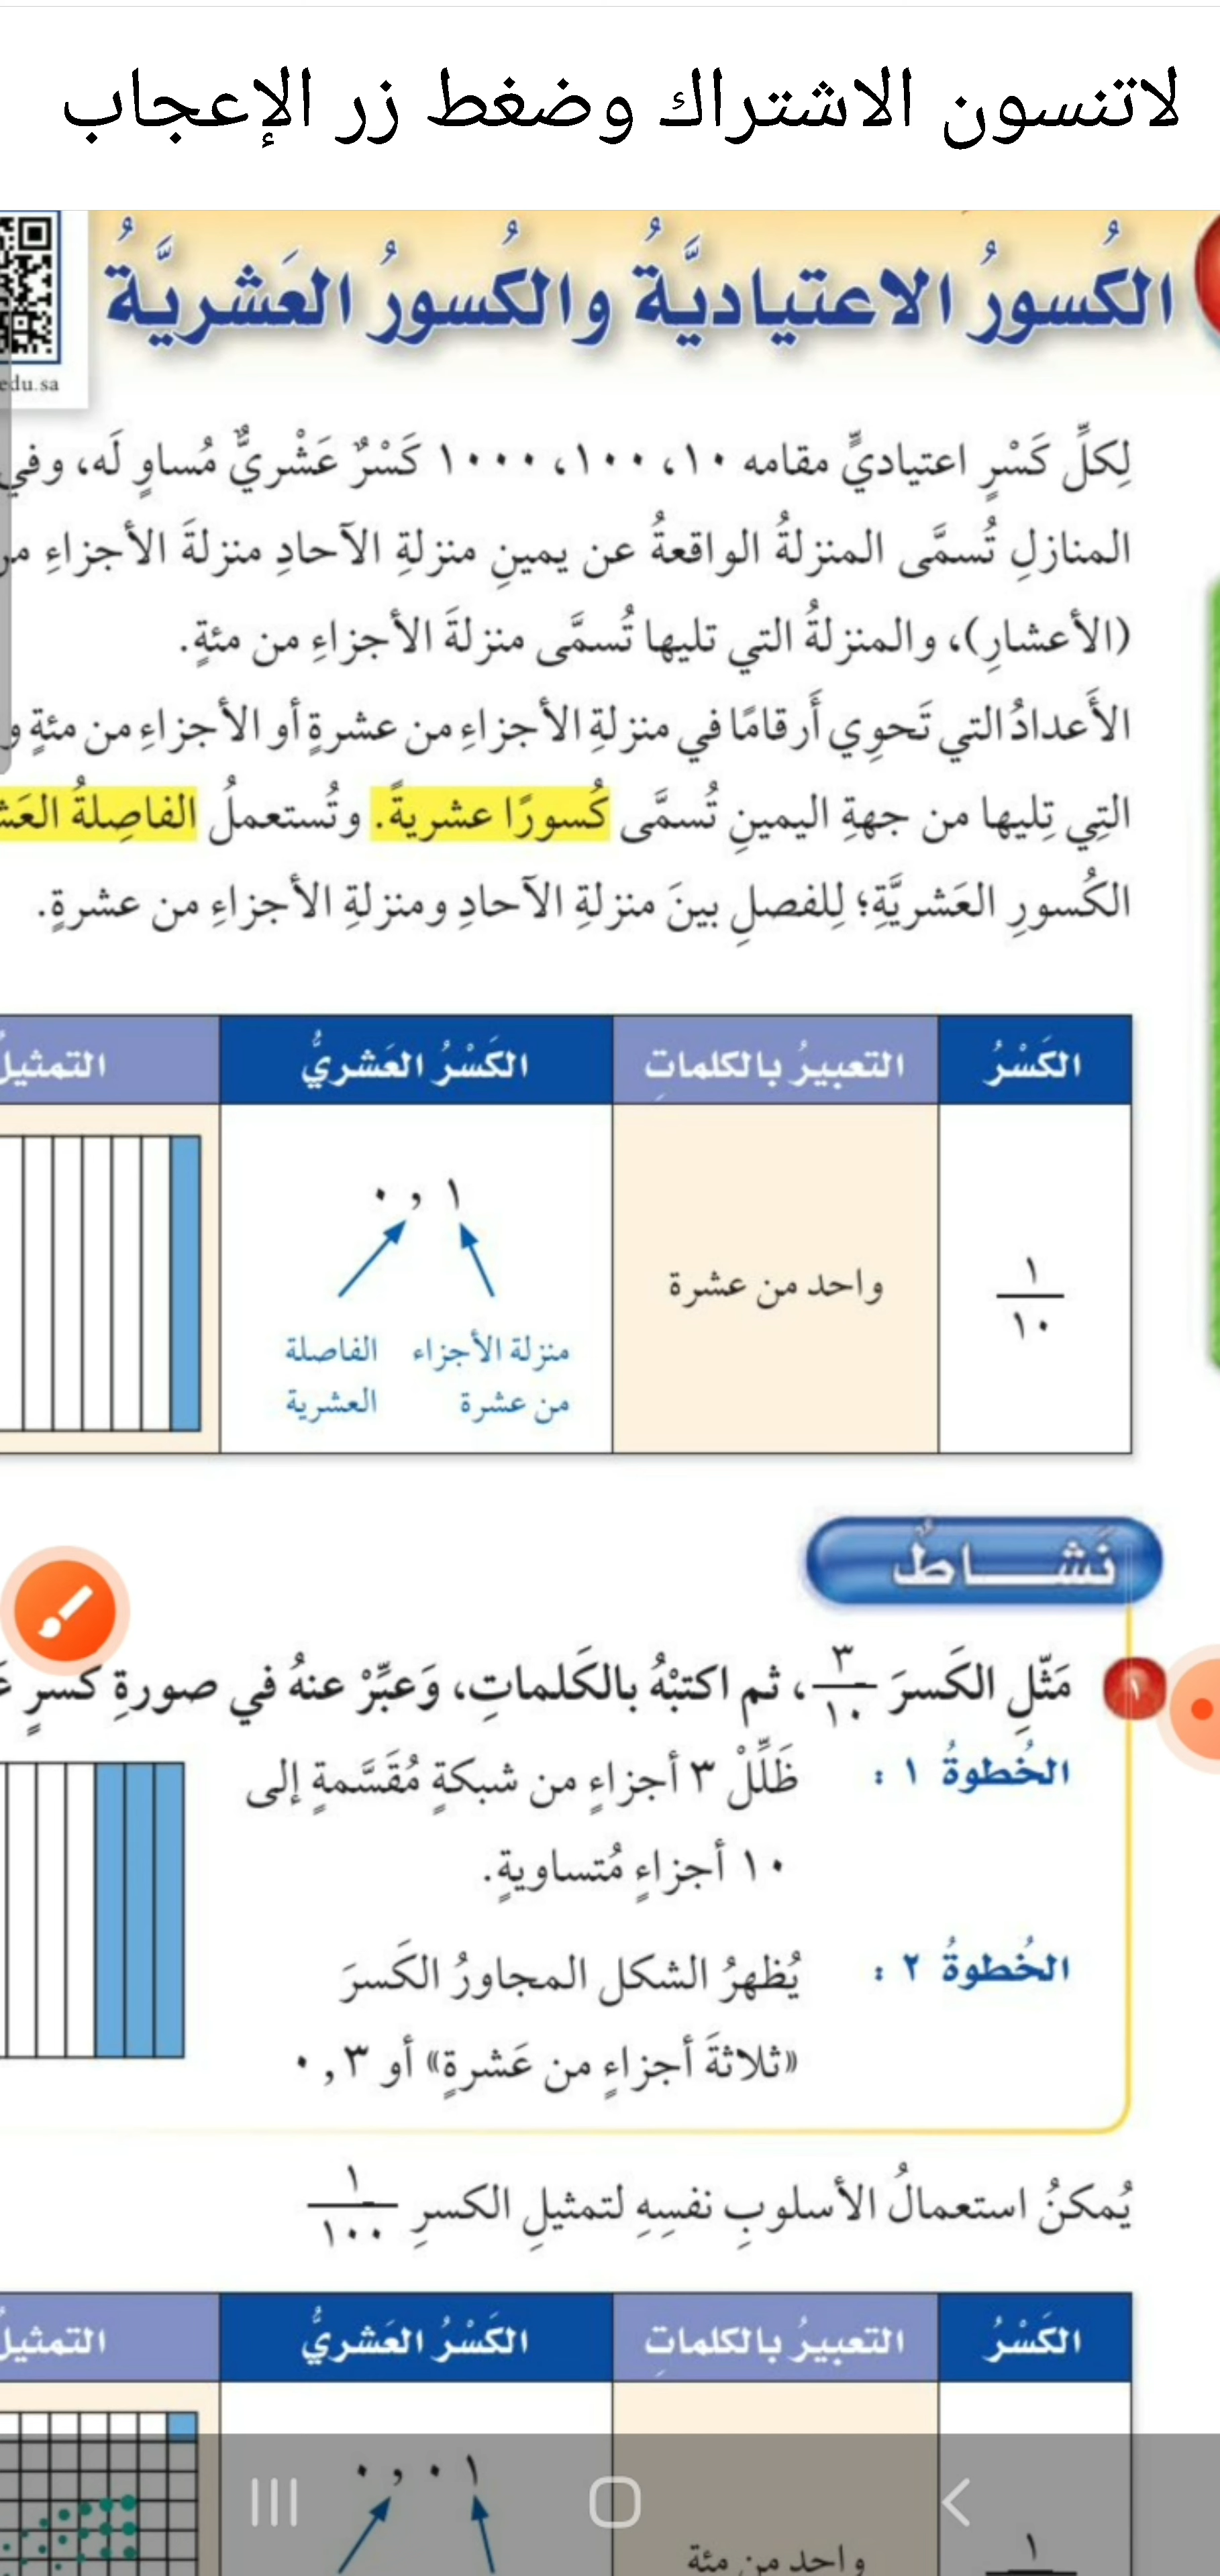 لاتنسون الاشتراك وضغط زر الإعجاب
الكُسورُ الاعتياديَّةُ والكُسورُ العَشريَّةُ
edu.sa
لِكلِّ كَسْرٍ اعتياديٍّ مقامه ١٠، ١٠٠، ١٠٠٠ كَسْرٌ عَشْريٌّ مُساوٍ لَه، وفي
المنازلِ تُسمَّى المنزلةُ الواقعةُ عن يمينِ منزلةِ الآحادِ منزلةَ الأجزاءِ
(الأعشارِ)، والمنزلةُ التي تليها تُسمَّى منزلةَ الأجزاءِ من مئةٍ.
الأَعدادُ التي تَحوِي أَرقامًا في منزلةِ الأجزاءِ من عشرةٍ أو الأجزاءِ من مئةٍ و
التِي تِليها من جهةِ اليمينِ تُسمَّى كُسورًا عشريةً. وتُستعملُ الفاصِلةُ
الكُسورِ العَشريَّةِ؛ لِلفصلِ بينَ منزلةِ الآحادِ ومنزلةِ الأجزاءِ من عشرةٍ.
الكَسْرُ التعبيرُ بالكلماتِ الكَسْرُ العَشريُّ التمثيلُ
٠,١
١
١٠
واحد من عشرة
منزلة الأجزاء الفاصلة
من عشرة العشرية
نَشــاطٌ
١ مَثّلِ الكَسرَ ٣/١٠، ثم اكتبْهُ بالكَلماتِ، وَعبِّرْ عنهُ في صورةِ كسرٍ
الخُطوةُ ١ : ظَلِّلْ ٣ أجزاءٍ من شبكةٍ مُقَسَّمةٍ إلى
١٠ أجزاءٍ مُتساويةٍ.
الخُطوةُ ٢ : يُظهرُ الشكل المجاورُ الكَسرَ
«ثلاثةَ أجزاءٍ من عَشرةٍ» أو ٠,٣
يُمكنُ استعمالُ الأسلوبِ نفسِهِ لتمثيلِ الكسرِ ١/١٠٠
الكَسْرُ التعبيرُ بالكلماتِ الكَسْرُ العَشريُّ التمثيلُ
٠,٠١
١
واحد من مئة